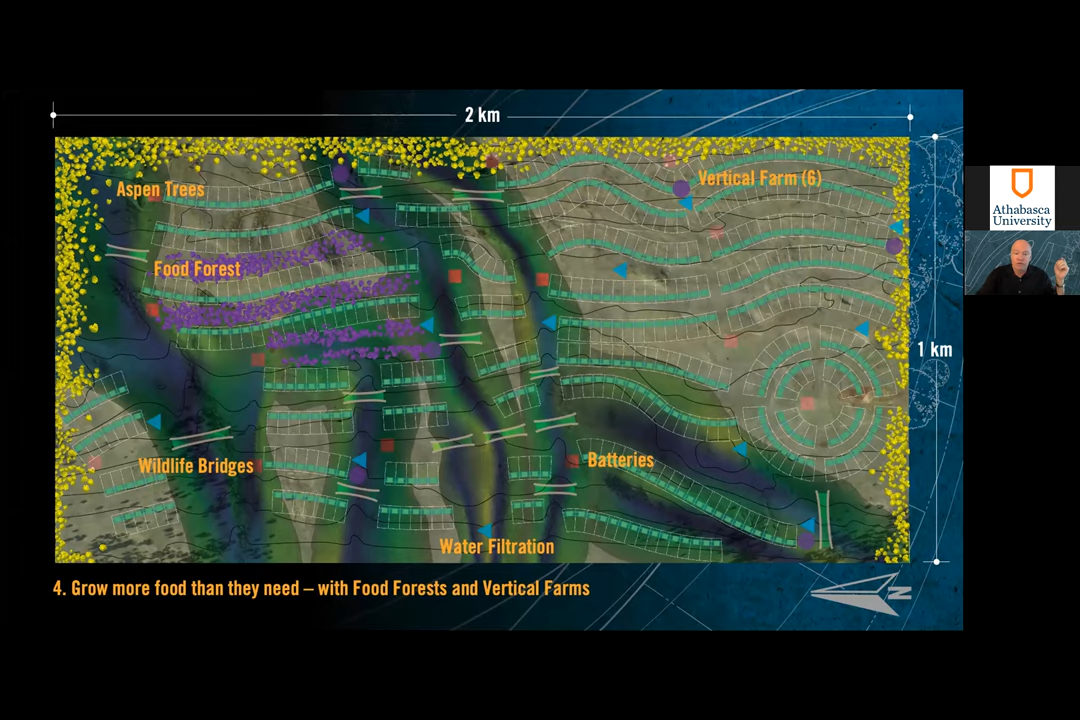 2 km
Aspen Trees
Vertical Farm (6)
Athabasca
University
Food Forest
1 km
Wildlife Bridges
Batteries
Water Filtration
4. Grow more food than they need – with Food Forests and Vertical Farms
N